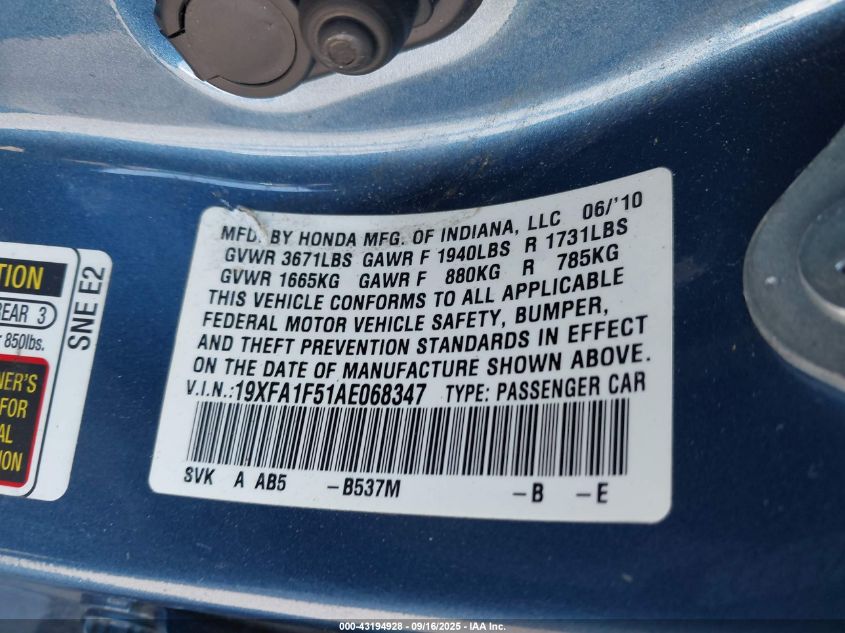 MFD. BY HONDA MFG. OF INDIANA, LLC 06/'10
GVWR 3671LBS GAWR F 1940LBS R 1731LBS
GVWR 1665KG GAWR F 880KG R 785KG
THIS VEHICLE CONFORMS TO ALL APPLICABLE
FEDERAL MOTOR VEHICLE SAFETY, BUMPER,
AND THEFT PREVENTION STANDARDS IN EFFECT
ON THE DATE OF MANUFACTURE SHOWN ABOVE.
V.I.N.:19XFA1F51AE068347 TYPE: PASSENGER CAR
SVK A AB5 -B537M -B -E
TION
REAR 3
850lbs.
SNE E2
NER'S
FOR
AL
ION
000-43194928 - 09/16/2025 - IAA Inc.